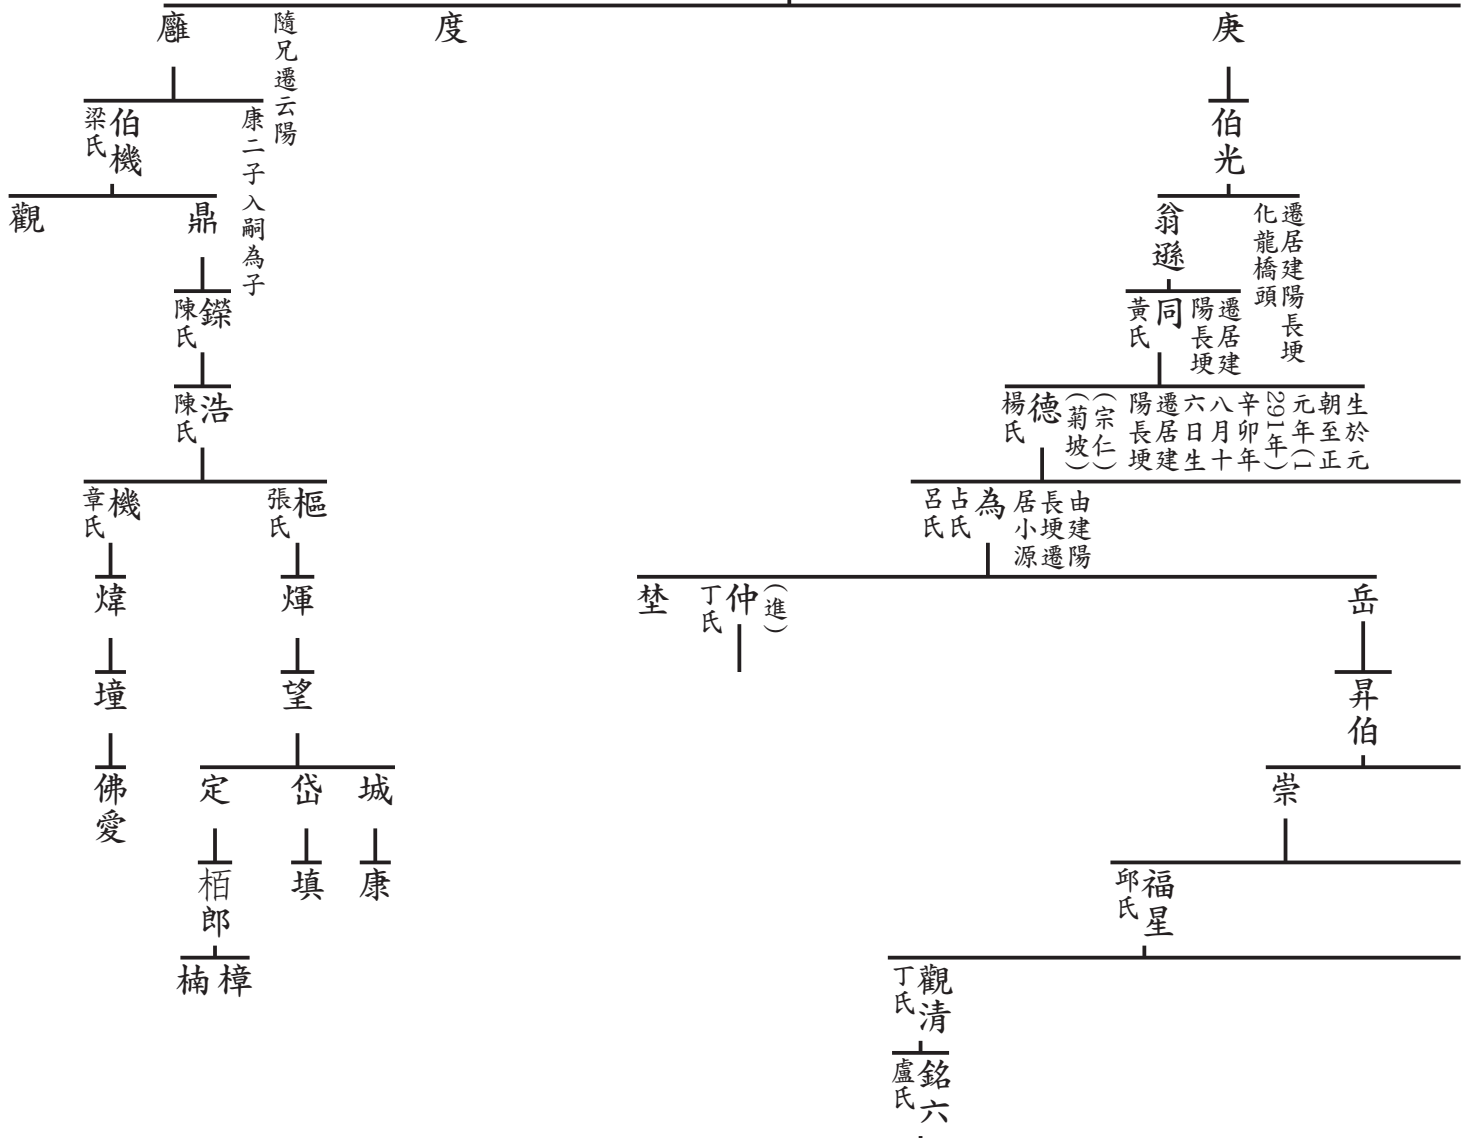 庚
度
隨兄遷云陽
廱
伯光
康二子入嗣為子
伯機
梁氏
遷居建陽長埂
化龍橋頭
翁遜
鼎
觀
遷居建
陽長埂
同
黃氏
鑅
陳氏
生於元
朝至正
元年(1
291年)
辛卯年
八月十
六日生
遷居建
陽長埂
(宗仁)
(菊坡)
德
楊氏
浩
陳氏
由建陽
長埂遷
居小源
為
占氏
呂氏
樞
張氏
機
章氏
岳
(進)
仲
丁氏
埜
煇
煒
昇伯
望
墥
崇
城
岱
定
佛愛
福星
邱氏
康
填
栢郎
觀清
丁氏
樟
楠
銘六
盧氏